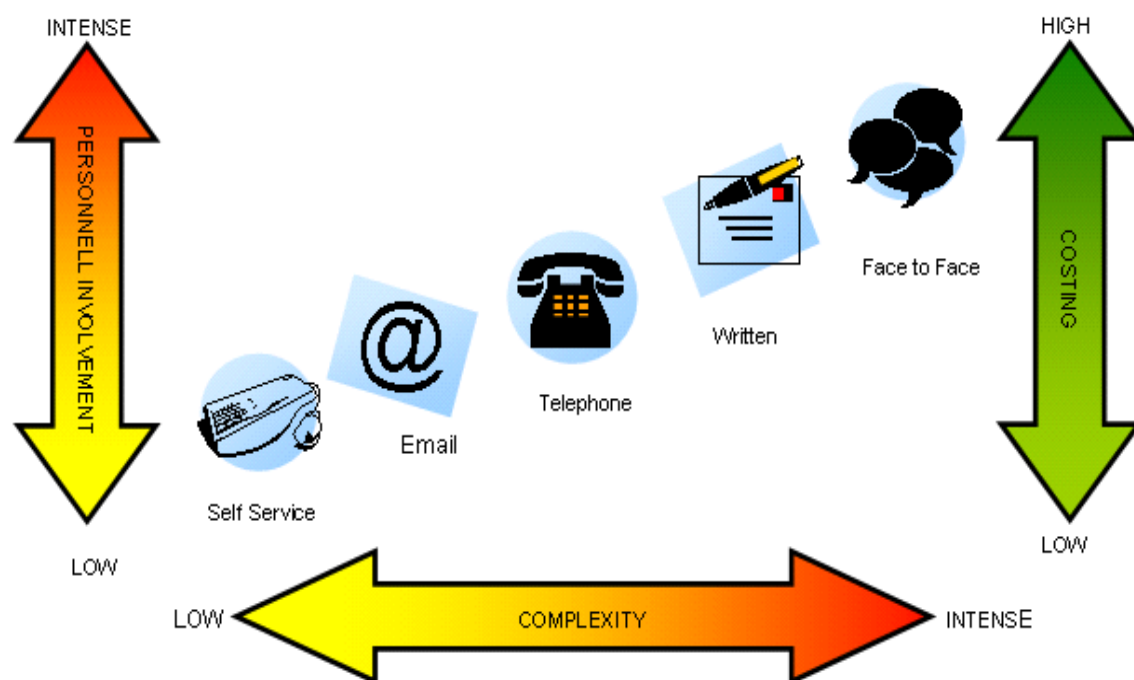 INTENSE
HIGH
PERSONNELL INVOLVEMENT
COSTING
Face to Face
Written
@
Telephone
Email
Self Service
LOW
LOW
LOW
COMPLEXITY
INTENSE